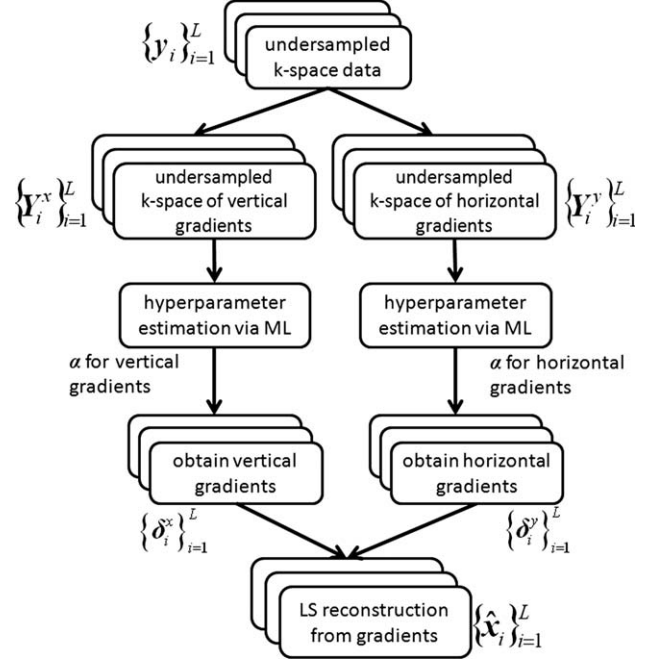 {y_i}_{i=1}^L
undersampled
k-space data
undersampled
k-space of vertical
gradients
undersampled
k-space of horizontal
gradients
{Y_i^x}_{i=1}^L
{Y_i^y}_{i=1}^L
hyperparameter
estimation via ML
hyperparameter
estimation via ML
α for vertical
gradients
α for horizontal
gradients
obtain vertical
gradients
obtain horizontal
gradients
{δ_i^x}_{i=1}^L
{δ_i^y}_{i=1}^L
LS reconstruction
from gradients
{x̂_i}_{i=1}^L